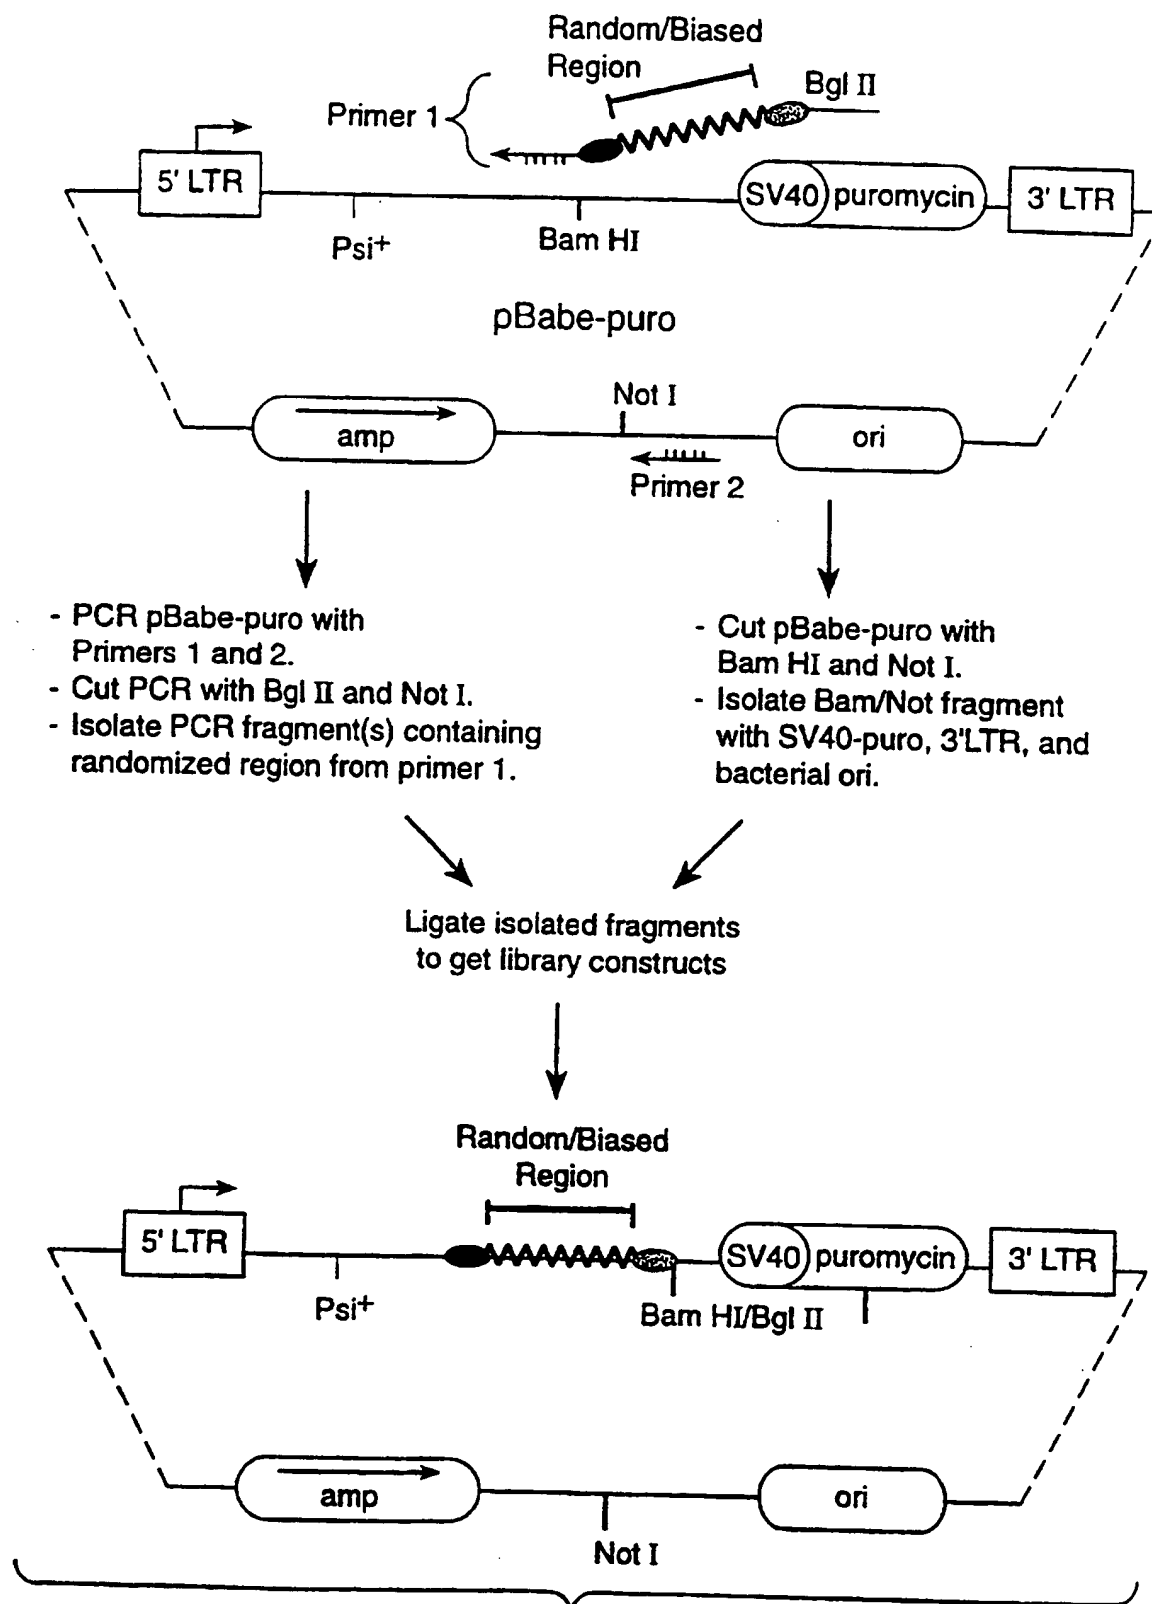 Random/Biased
Region
Bgl II
Primer 1
5' LTR
SV40
puromycin
3' LTR
Psi+
Bam HI
pBabe-puro
Not I
amp
ori
Primer 2
- PCR pBabe-puro with
Primers 1 and 2.
- Cut PCR with Bgl II and Not I.
- Isolate PCR fragment(s) containing
randomized region from primer 1.
- Cut pBabe-puro with
Bam HI and Not I.
- Isolate Bam/Not fragment
with SV40-puro, 3'LTR, and
bacterial ori.
Ligate isolated fragments
to get library constructs
Random/Biased
Region
5' LTR
SV40
puromycin
3' LTR
Psi+
Bam HI/Bgl II
amp
ori
Not I